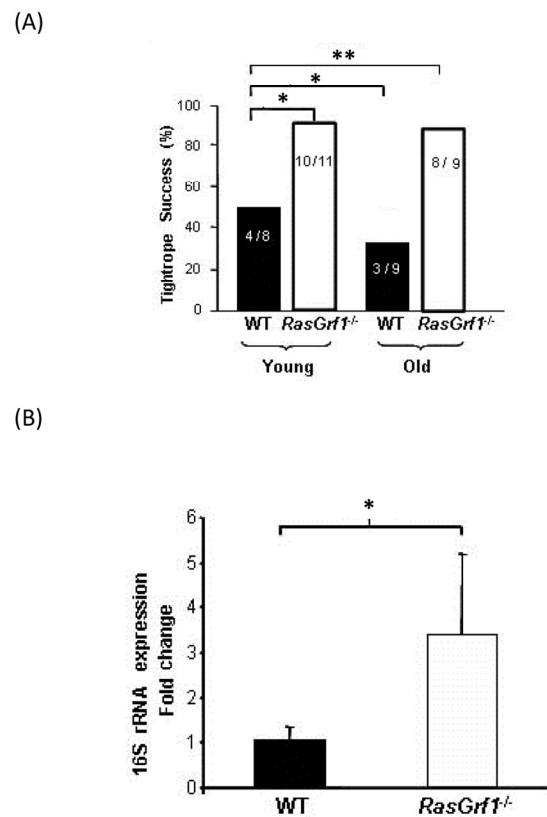 (A)
**
*
*
100
80
60
40
20
0
Tightrope Success (%)
4/8
10/11
3/9
8/9
WT RasGrf1-/- WT RasGrf1-/-
Young Old
(B)
*
6
5
4
3
2
1
0
16S rRNA expression
Fold change
WT RasGrf1-/-